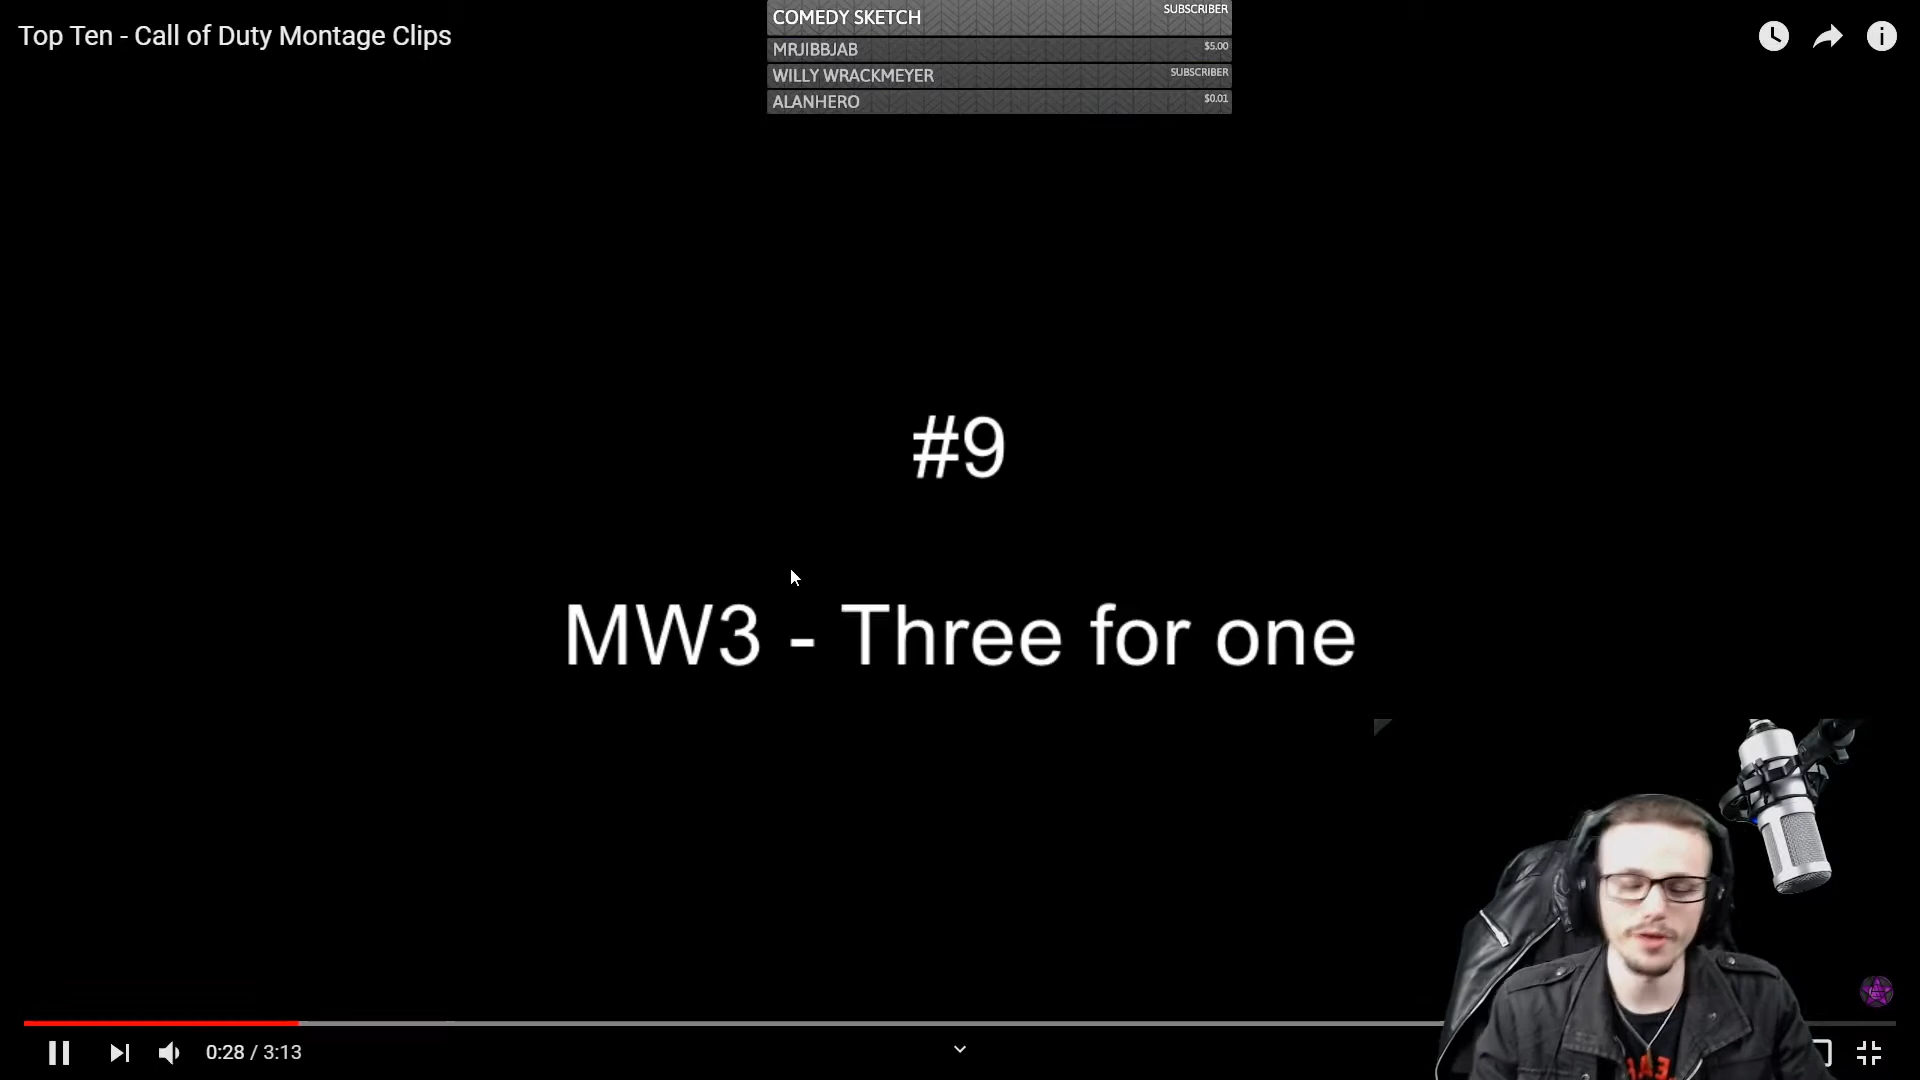 Top Ten - Call of Duty Montage Clips
COMEDY SKETCH SUBSCRIBER
MRJIBBJAB $5.00
WILLY WRACKMEYER SUBSCRIBER
ALANHERO $0.01
#9
MW3 - Three for one
0:28 / 3:13